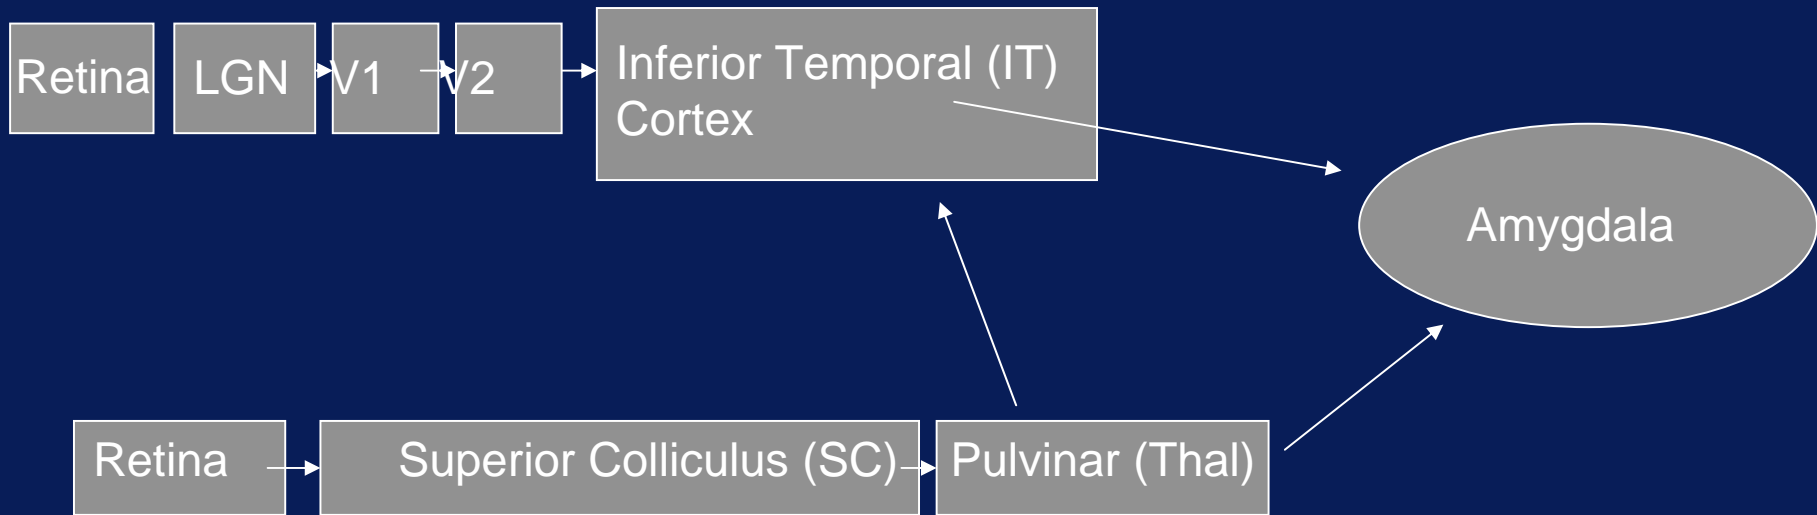 Retina
LGN
V1
V2
Inferior Temporal (IT)
Cortex
Amygdala
Retina
Superior Colliculus (SC)
Pulvinar (Thal)